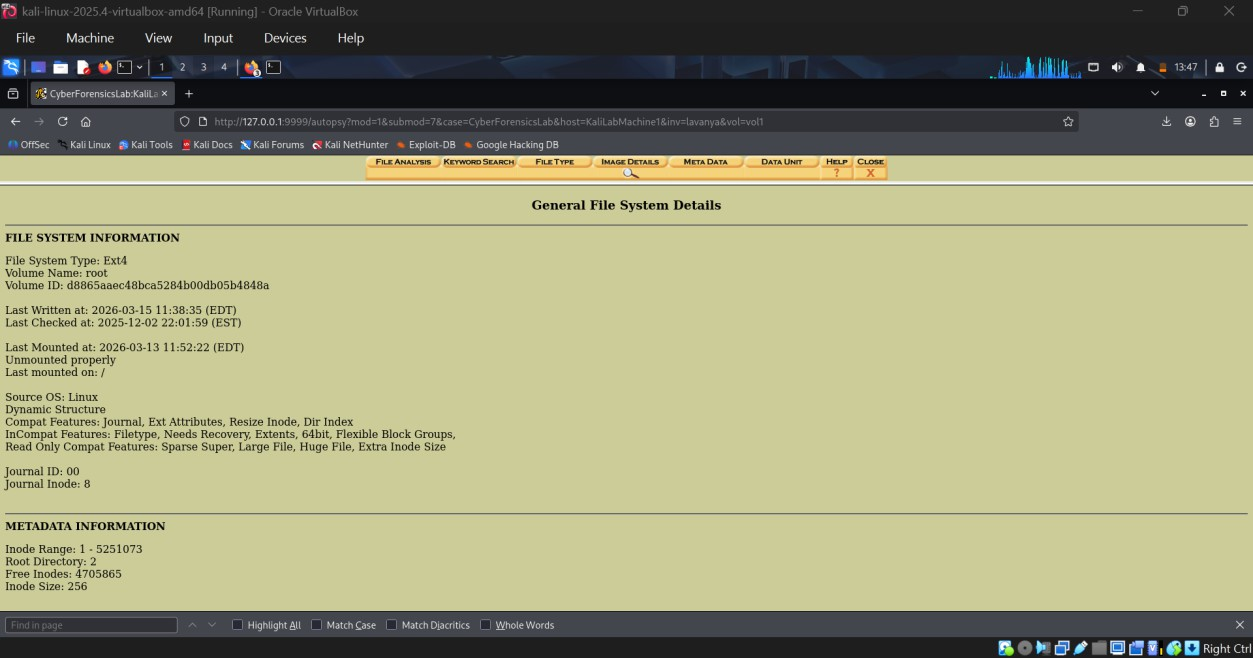 kali-linux-2025.4-virtualbox-amd64 [Running] - Oracle VirtualBox
File Machine View Input Devices Help
1 2 3 4 13:47
CyberForensicsLab:KaliLa
http://127.0.0.1:9999/autopsy?mod=1&submod=7&case=CyberForensicsLab&host=KaliLabMachine1&inv=lavanya&vol=vol1
OffSec Kali Linux Kali Tools Kali Docs Kali Forums Kali NetHunter Exploit-DB Google Hacking DB
FILE ANALYSIS KEYWORD SEARCH FILE TYPE IMAGE DETAILS META DATA DATA UNIT HELP CLOSE
? X
General File System Details
FILE SYSTEM INFORMATION
File System Type: Ext4
Volume Name: root
Volume ID: d8865aaec48bca5284b00db05b4848a
Last Written at: 2026-03-15 11:38:35 (EDT)
Last Checked at: 2025-12-02 22:01:59 (EST)
Last Mounted at: 2026-03-13 11:52:22 (EDT)
Unmounted properly
Last mounted on: /
Source OS: Linux
Dynamic Structure
Compat Features: Journal, Ext Attributes, Resize Inode, Dir Index
InCompat Features: Filetype, Needs Recovery, Extents, 64bit, Flexible Block Groups,
Read Only Compat Features: Sparse Super, Large File, Huge File, Extra Inode Size
Journal ID: 00
Journal Inode: 8
METADATA INFORMATION
Inode Range: 1 - 5251073
Root Directory: 2
Free Inodes: 4705865
Inode Size: 256
Find in page Highlight All Match Case Match Diacritics Whole Words
Right Ctrl